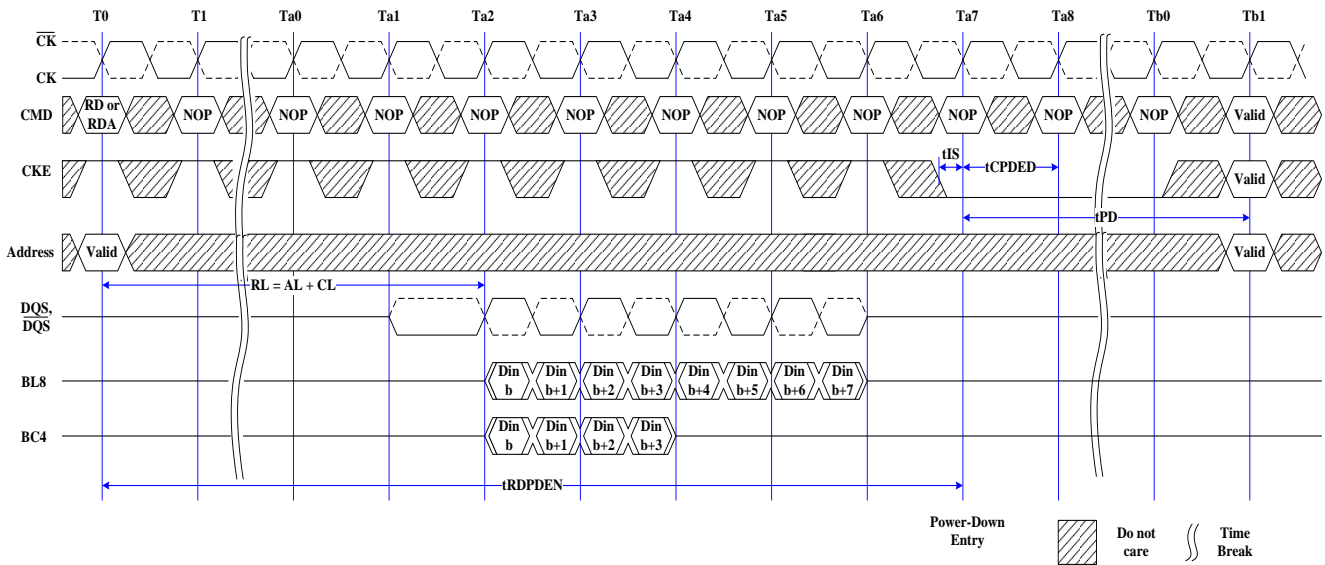 T0 T1 Ta0 Ta1 Ta2 Ta3 Ta4 Ta5 Ta6 Ta7 Ta8 Tb0 Tb1
CK
CK
CMD RD or RDA NOP NOP NOP NOP NOP NOP NOP NOP NOP NOP NOP Valid
tIS
CKE tCPDED Valid
tPD
Address Valid Valid
RL = AL + CL
DQS,
DQS
BL8 Din b Din b+1 Din b+2 Din b+3 Din b+4 Din b+5 Din b+6 Din b+7
BC4 Din b Din b+1 Din b+2 Din b+3
tRDPDEN
Power-Down
Entry
Do not
care
Time
Break